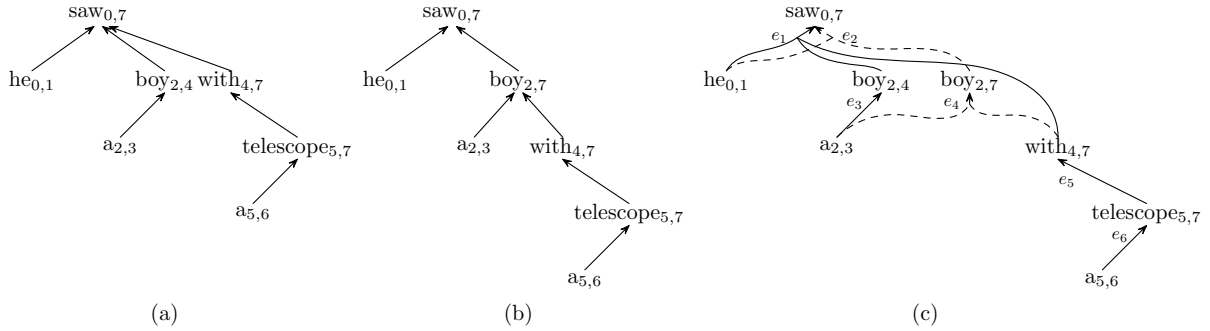 saw0,7
he0,1
boy2,4
with4,7
a2,3
telescope5,7
a5,6
(a)
saw0,7
he0,1
boy2,7
a2,3
with4,7
telescope5,7
a5,6
(b)
saw0,7
e1
e2
he0,1
boy2,4
boy2,7
e3
e4
a2,3
with4,7
e5
telescope5,7
e6
a5,6
(c)